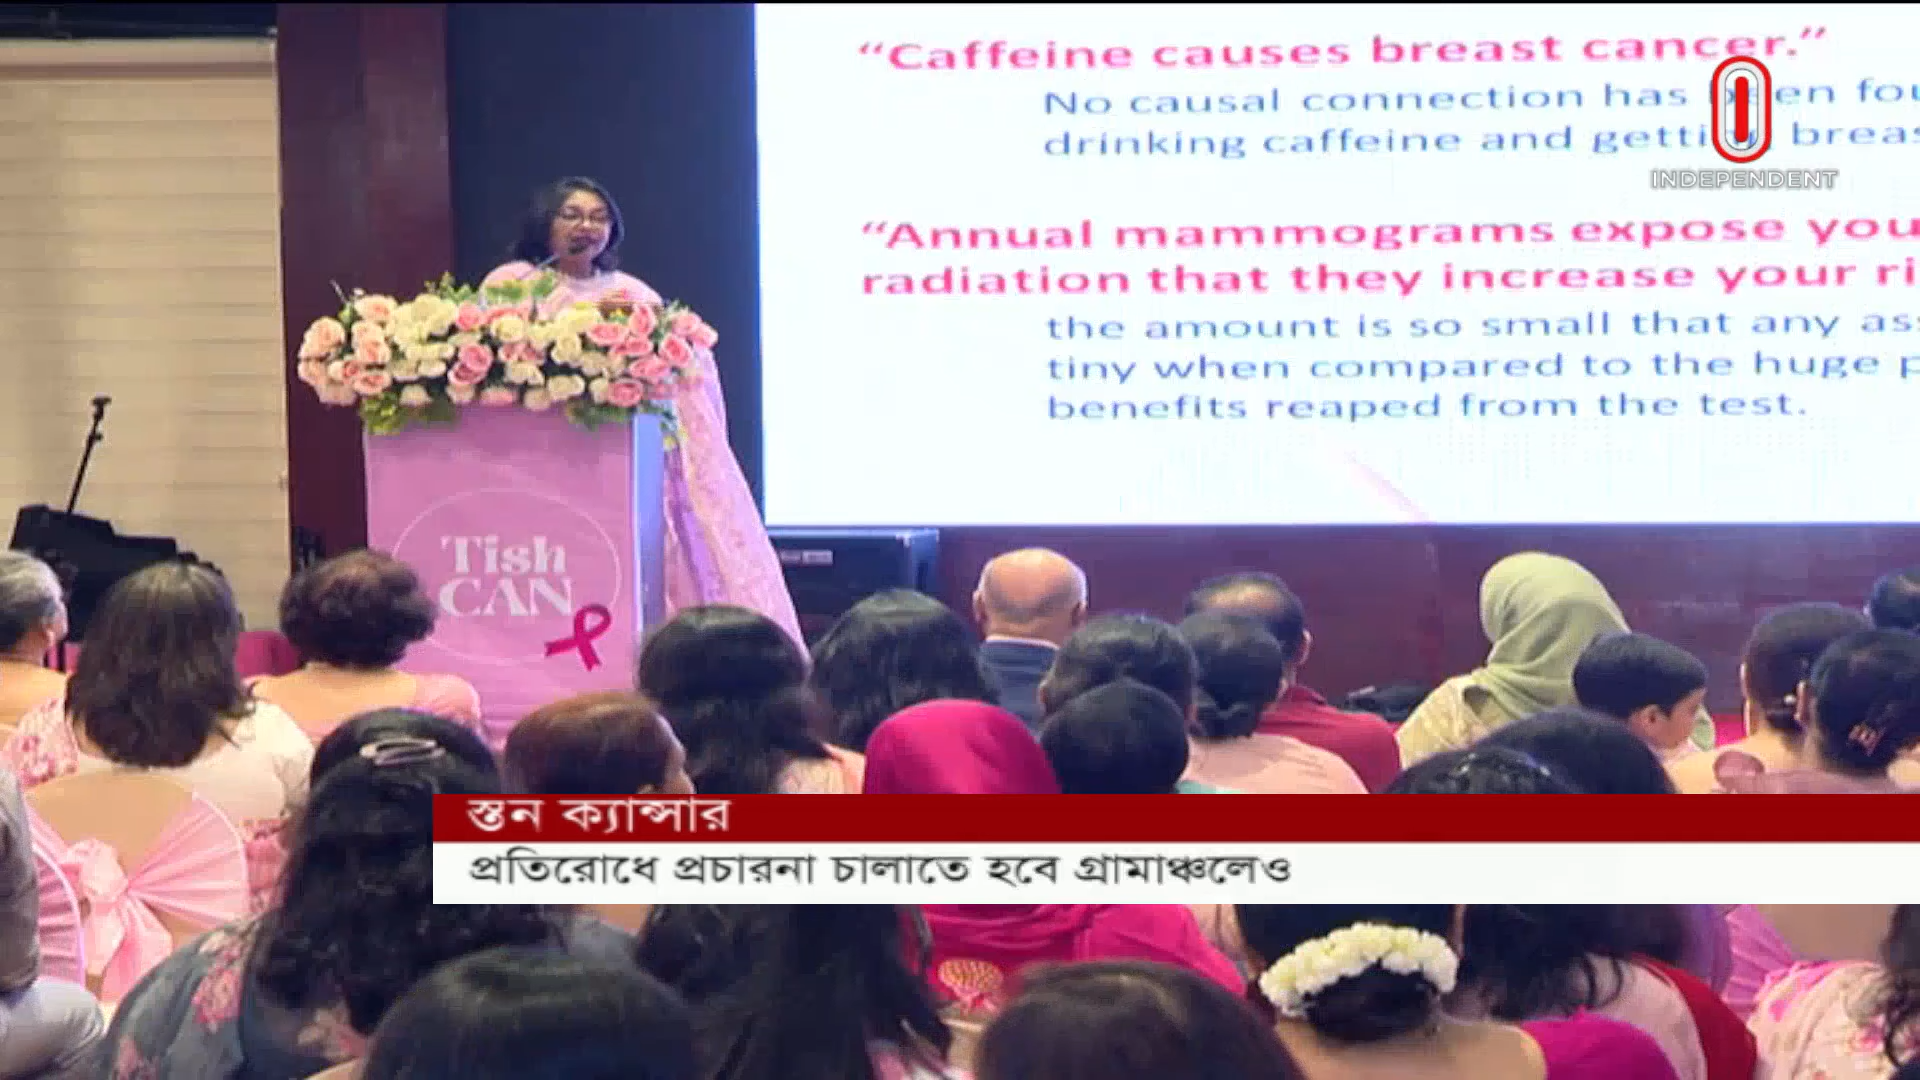 “Caffeine causes breast cancer.”
No causal connection has
drinking caffeine and getting
INDEPENDENT
“Annual mammograms expose you
radiation that they increase your
the amount is so small that any
tiny when compared to the huge
benefits reaped from the test.
Tish
CAN
স্তন ক্যান্সার
প্রতিরোধে প্রচারনা চালাতে হবে গ্রামাঞ্চলেও